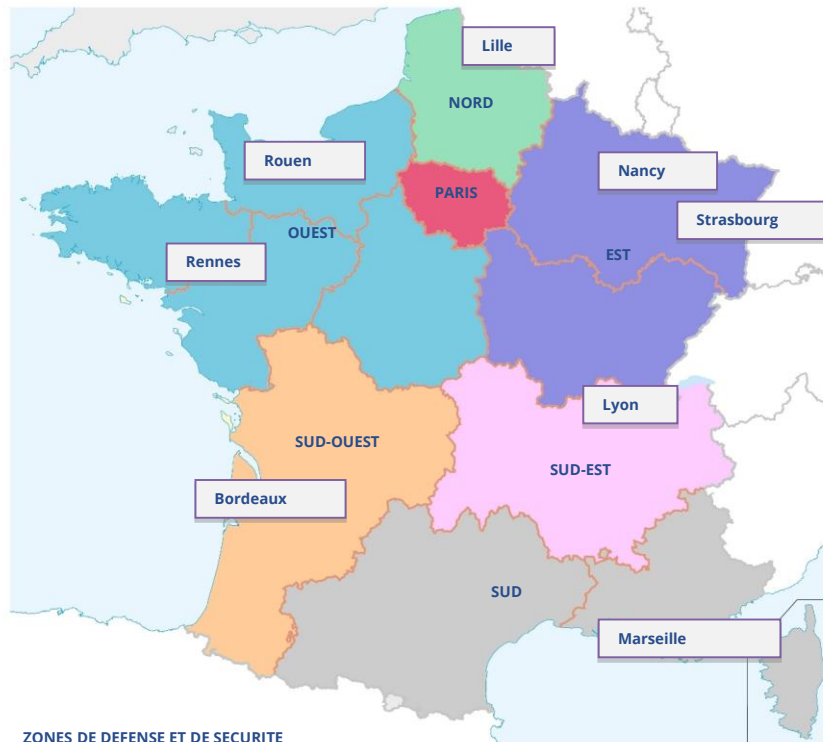 Lille
NORD
Rouen
Nancy
PARIS
Strasbourg
OUEST
Rennes
EST
Lyon
SUD-OUEST
SUD-EST
Bordeaux
SUD
Marseille
ZONES DE DEFENSE ET DE SECURITE